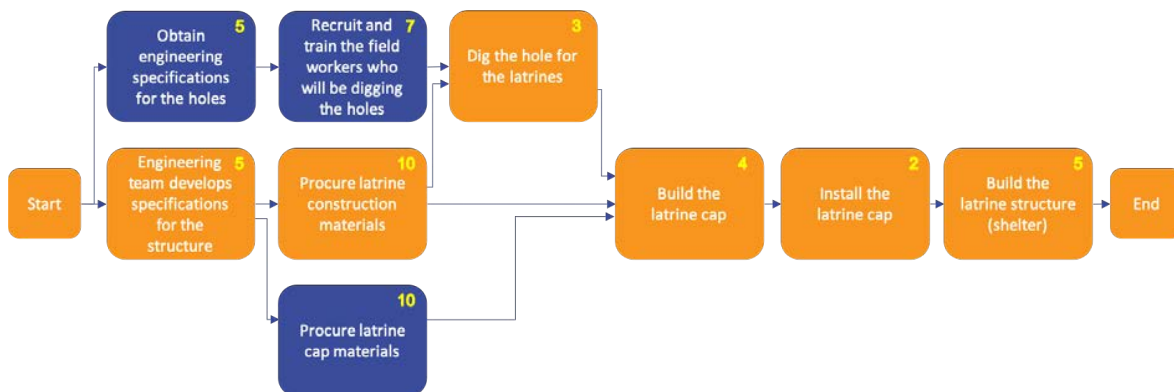 5
Obtain
engineering
specifications
for the holes
7
Recruit and
train the field
workers who
will be digging
the holes
3
Dig the hole for
the latrines
Start
5
Engineering
team develops
specifications
for the
structure
10
Procure latrine
construction
materials
4
Build the
latrine cap
2
Install the
latrine cap
5
Build the
latrine structure
(shelter)
End
10
Procure latrine
cap materials